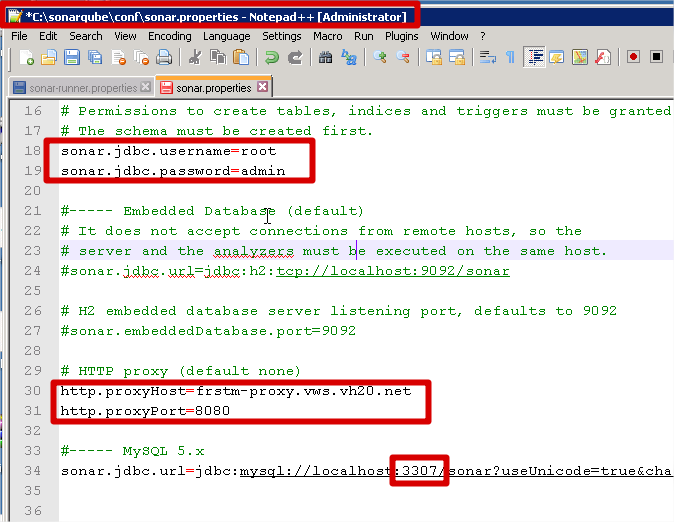 *C:\sonarqube\conf\sonar.properties - Notepad++ [Administrator]
File Edit Search View Encoding Language Settings Macro Run Plugins Window ?
sonar-runner.properties sonar.properties
16 # Permissions to create tables, indices and triggers must be granted
17 # The schema must be created first.
18 sonar.jdbc.username=root
19 sonar.jdbc.password=admin
20
21 #----- Embedded Database (default)
22 # It does not accept connections from remote hosts, so the
23 # server and the analyzers must be executed on the same host.
24 #sonar.jdbc.url=jdbc:h2:tcp://localhost:9092/sonar
25
26 # H2 embedded database server listening port, defaults to 9092
27 #sonar.embeddedDatabase.port=9092
28
29 # HTTP proxy (default none)
30 http.proxyHost=frstm-proxy.vws.vh20.net
31 http.proxyPort=8080
32
33 #----- MySQL 5.x
34 sonar.jdbc.url=jdbc:mysql://localhost:3307/sonar?useUnicode=true&cha
35
36